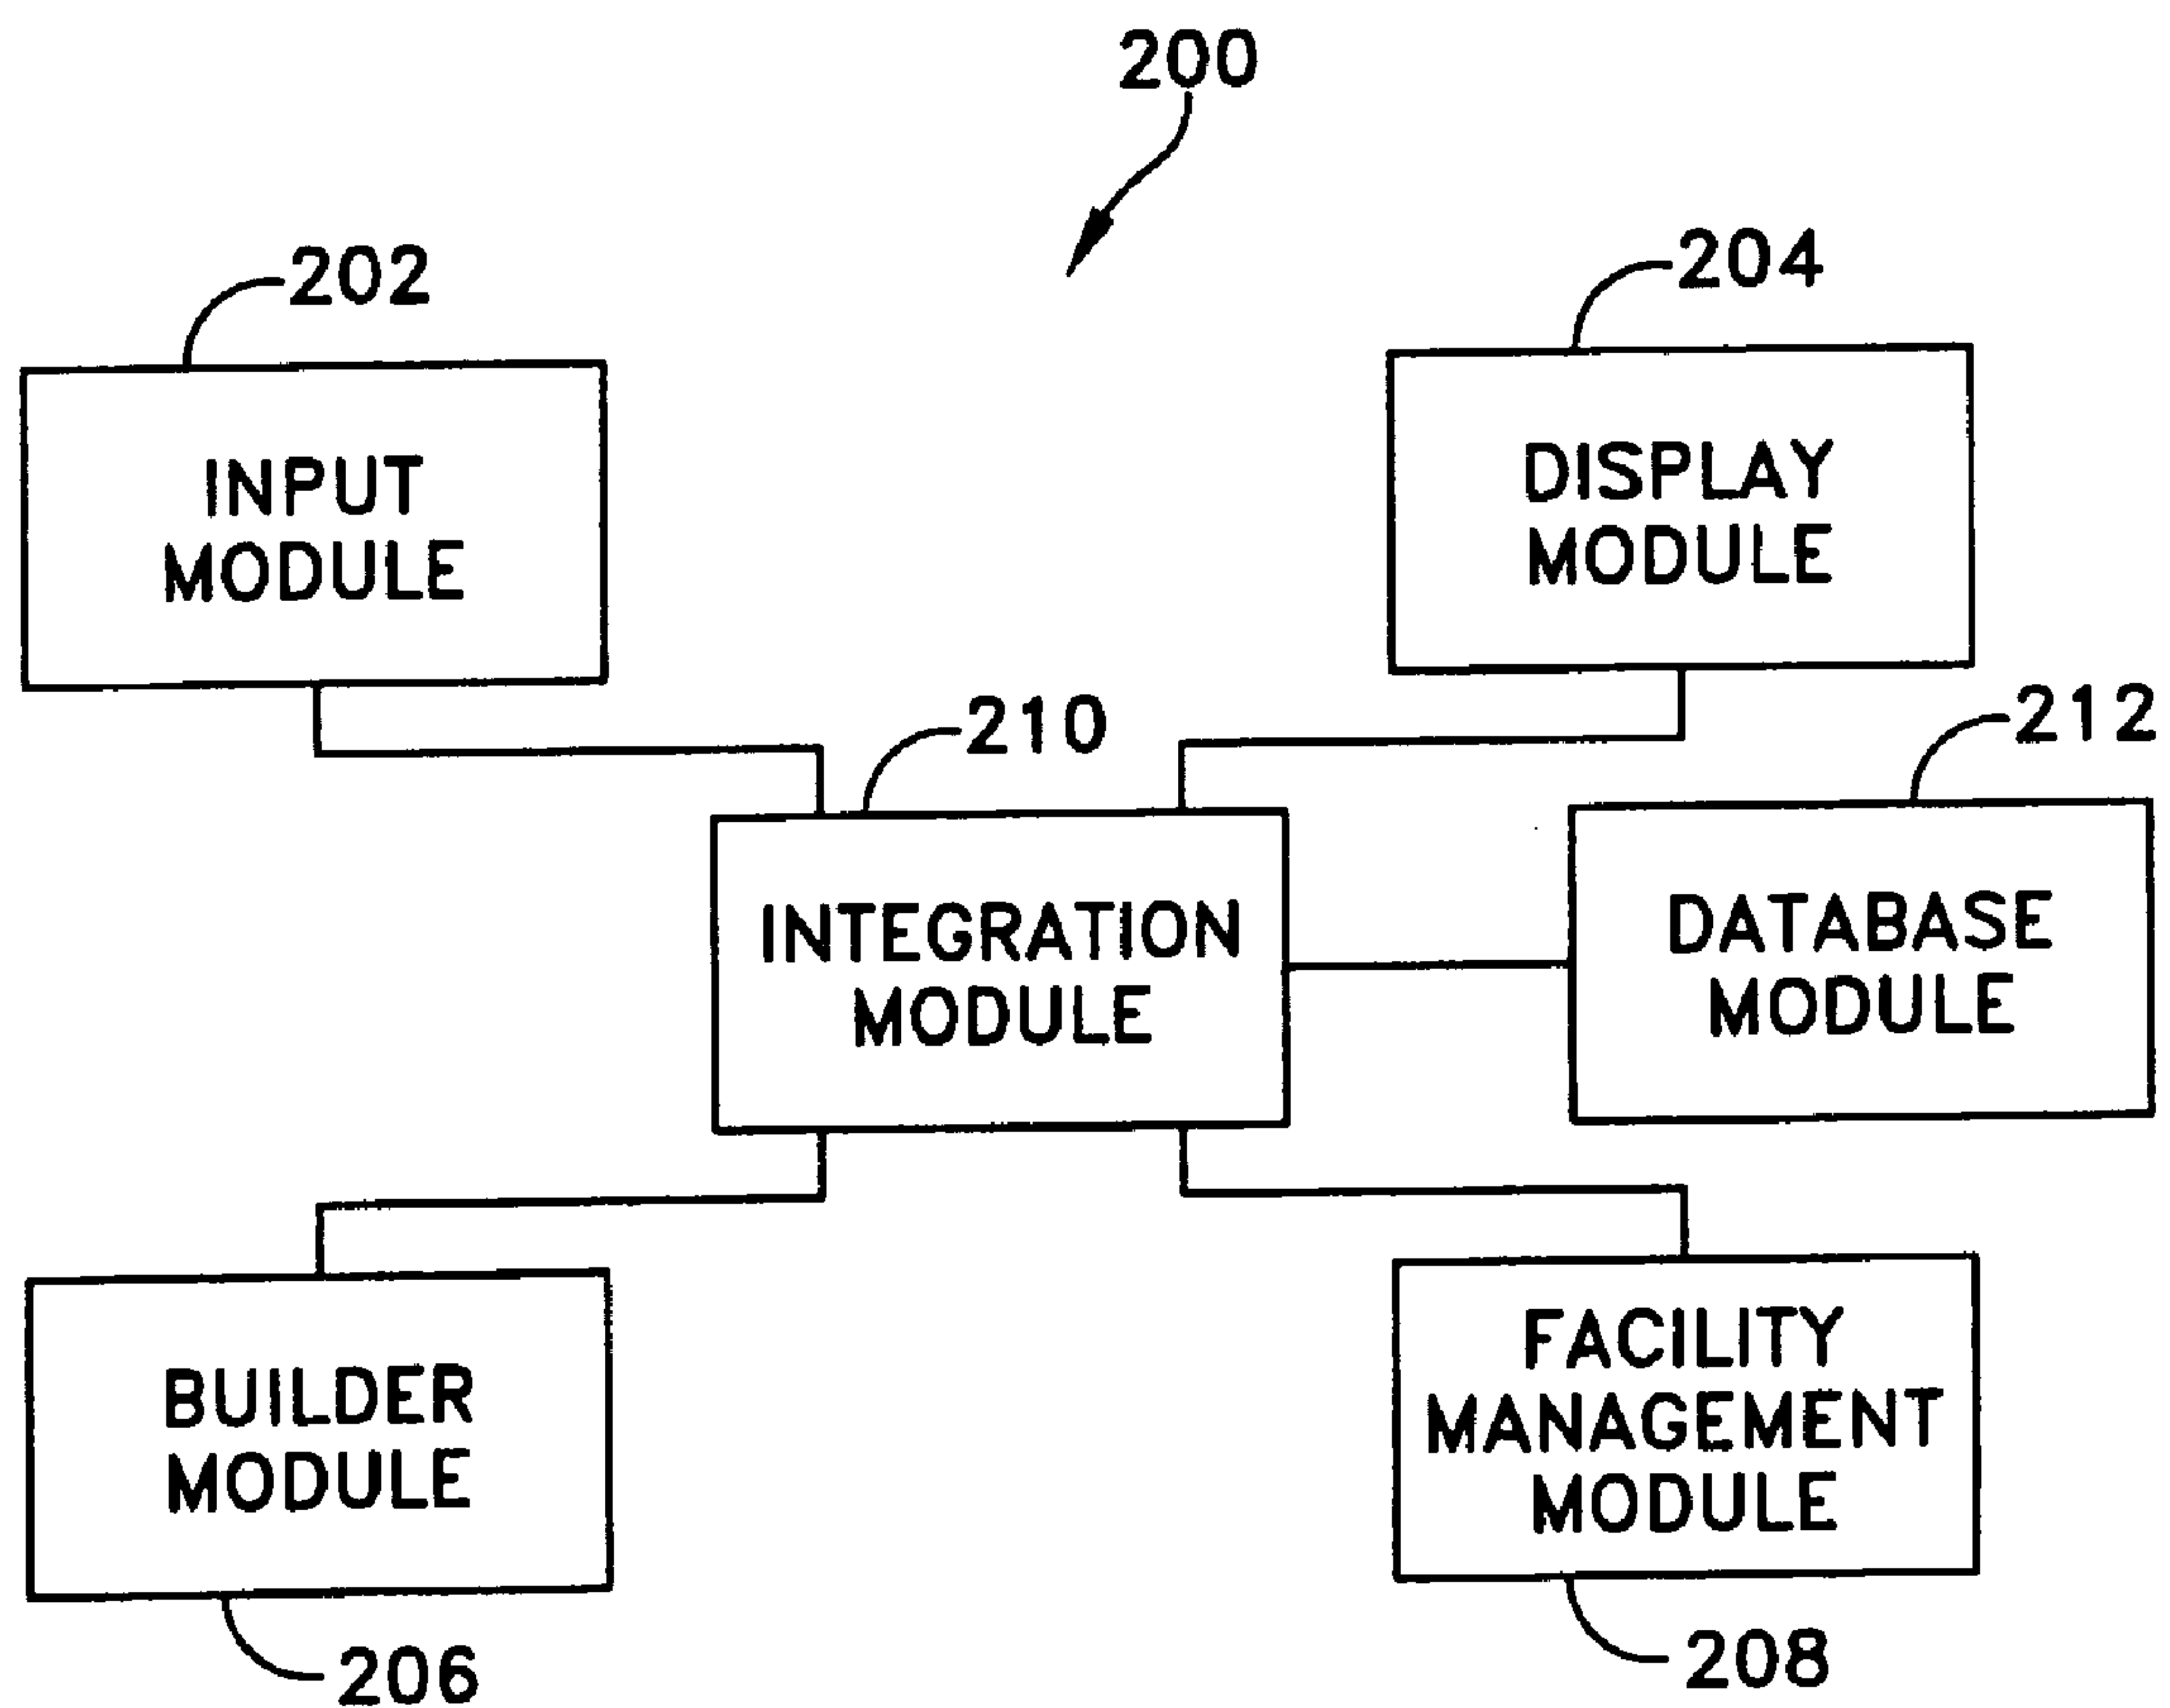 200
202
204
INPUT
MODULE
DISPLAY
MODULE
210
212
INTEGRATION
MODULE
DATABASE
MODULE
BUILDER
MODULE
FACILITY
MANAGEMENT
MODULE
206
208